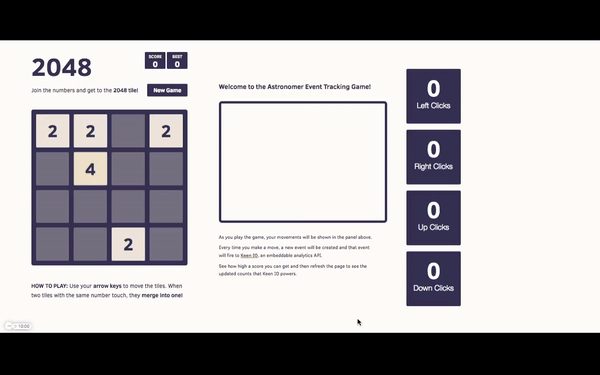 2048
SCORE
0
BEST
0
Join the numbers and get to the 2048 tile!
New Game
2 2 2
4
2
HOW TO PLAY: Use your arrow keys to move the tiles. When
two tiles with the same number touch, they merge into one!
Welcome to the Astronomer Event Tracking Game!
As you play the game, your movements will be shown in the panel above.
Every time you make a move, a new event will be created and that event
will fire to Keen IO, an embeddable analytics API.
See how high a score you can get and then refresh the page to see the
updated counts that Keen IO powers.
0
Left Clicks
0
Right Clicks
0
Up Clicks
0
Down Clicks